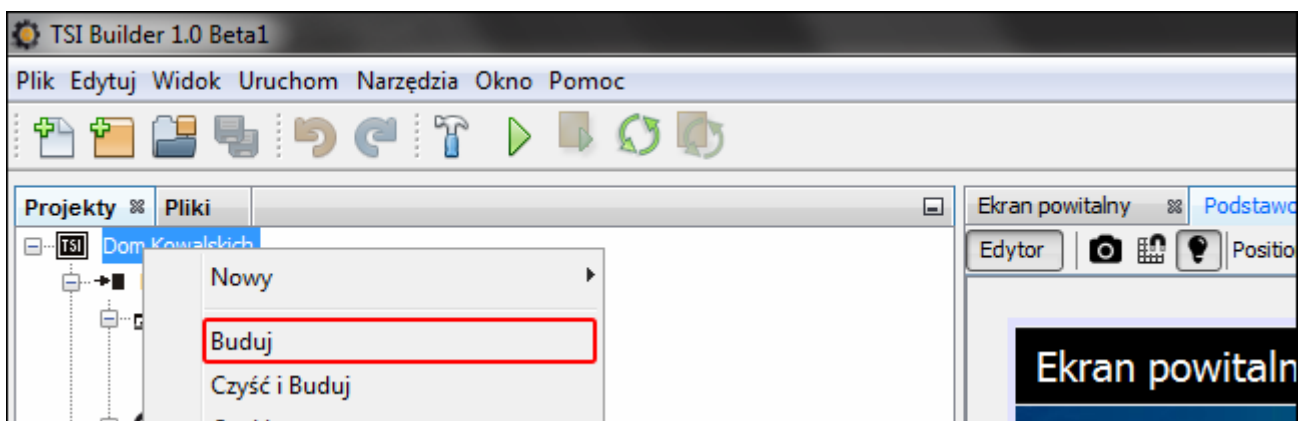 TSI Builder 1.0 Beta1
Plik Edytuj Widok Uruchom Narzędzia Okno Pomoc
Projekty Pliki
Ekran powitalny
TSI Dom Kowalskich
Edytor
Nowy
Buduj
Czyść i Buduj
Ekran